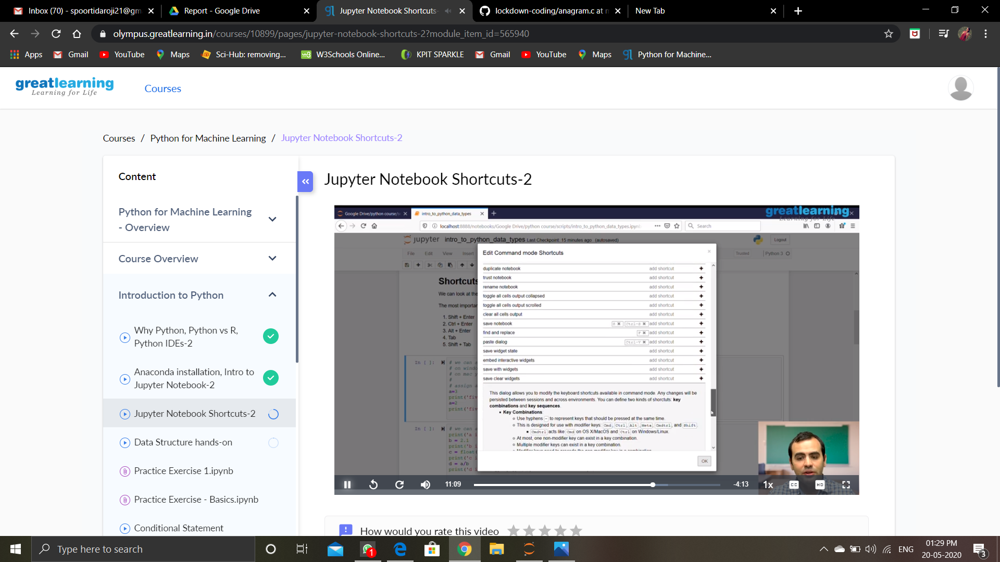 Inbox (70) - spoortidaroji21@gm
Report - Google Drive
Jupyter Notebook Shortcuts-
lockdown-coding/anagram.c at m
New Tab
olympus.greatlearning.in/courses/10899/pages/jupyter-notebook-shortcuts-2?module_item_id=565940
Apps
Gmail
YouTube
Maps
Sci-Hub: removing...
W3Schools Online...
KPIT SPARKLE
Gmail
YouTube
Maps
Python for Machine...
greatlearning
Learning for Life
Courses
Courses / Python for Machine Learning / Jupyter Notebook Shortcuts-2
Content
Python for Machine Learning
- Overview
Course Overview
Introduction to Python
Why Python, Python vs R,
Python IDEs-2
Anaconda installation, Intro to
Jupyter Notebook-2
Jupyter Notebook Shortcuts-2
Data Structure hands-on
Practice Exercise 1.ipynb
Practice Exercise - Basics.ipynb
Conditional Statement
Jupyter Notebook Shortcuts-2
Google Drive/python course/s
intro_to_python_data_types
greatlearning
Learning for Life
localhost:8888/notebooks/Google Drive/python course/scripts/intro_to_python_data_types.ipyn
Search
jupyter intro_to_python_data_types Last Checkpoint: 15 minutes ago (autosaved)
Logout
File Edit View Insert
Trusted
Python 3
Shortcuts
We can look at the
The most importan
1. Shift + Enter
2. Ctrl + Enter
3. Alt + Enter
4. Tab
5. Shift + Tab
In [ ]:
# we can a
# on windo
# on mac y
#
# assign a
a=3
print('fiv
a=2
print('fiv
In [ ]:
# we can a
print('a i
b = 2.1
print('b i
c = float(
print('c i
d = a/b
print('d i
Edit Command mode Shortcuts
duplicate notebook add shortcut
trust notebook add shortcut
rename notebook add shortcut
toggle all cells output collapsed add shortcut
toggle all cells output scrolled add shortcut
clear all cells output add shortcut
save notebook S Ctrl-S add shortcut
find and replace F add shortcut
paste dialog Ctrl-V add shortcut
save widget state add shortcut
embed interactive widgets add shortcut
save with widgets add shortcut
save clear widgets add shortcut
This dialog allows you to modify the keyboard shortcuts available in command mode. Any changes will be
persisted between sessions and across environments. You can define two kinds of shorctuts: key
combinations and key sequences.
Key Combinations:
Use hyphens - to represent keys that should be pressed at the same time.
This is designed for use with modifier keys: Cmd, Ctrl, Alt, Meta, Cmdtrl, and Shift.
Cmdtrl acts like Cmd on OS X/MacOS and Ctrl on Windows/Linux.
At most, one non-modifier key can exist in a key combination.
Multiple modifier keys can exist in a key combination.
Modifier keys need to precede the non-modifier key in a combination.
OK
11:09
-4:13
1x
CC
HD
How would you rate this video
Type here to search
1
ENG
01:29 PM
20-05-2020
3